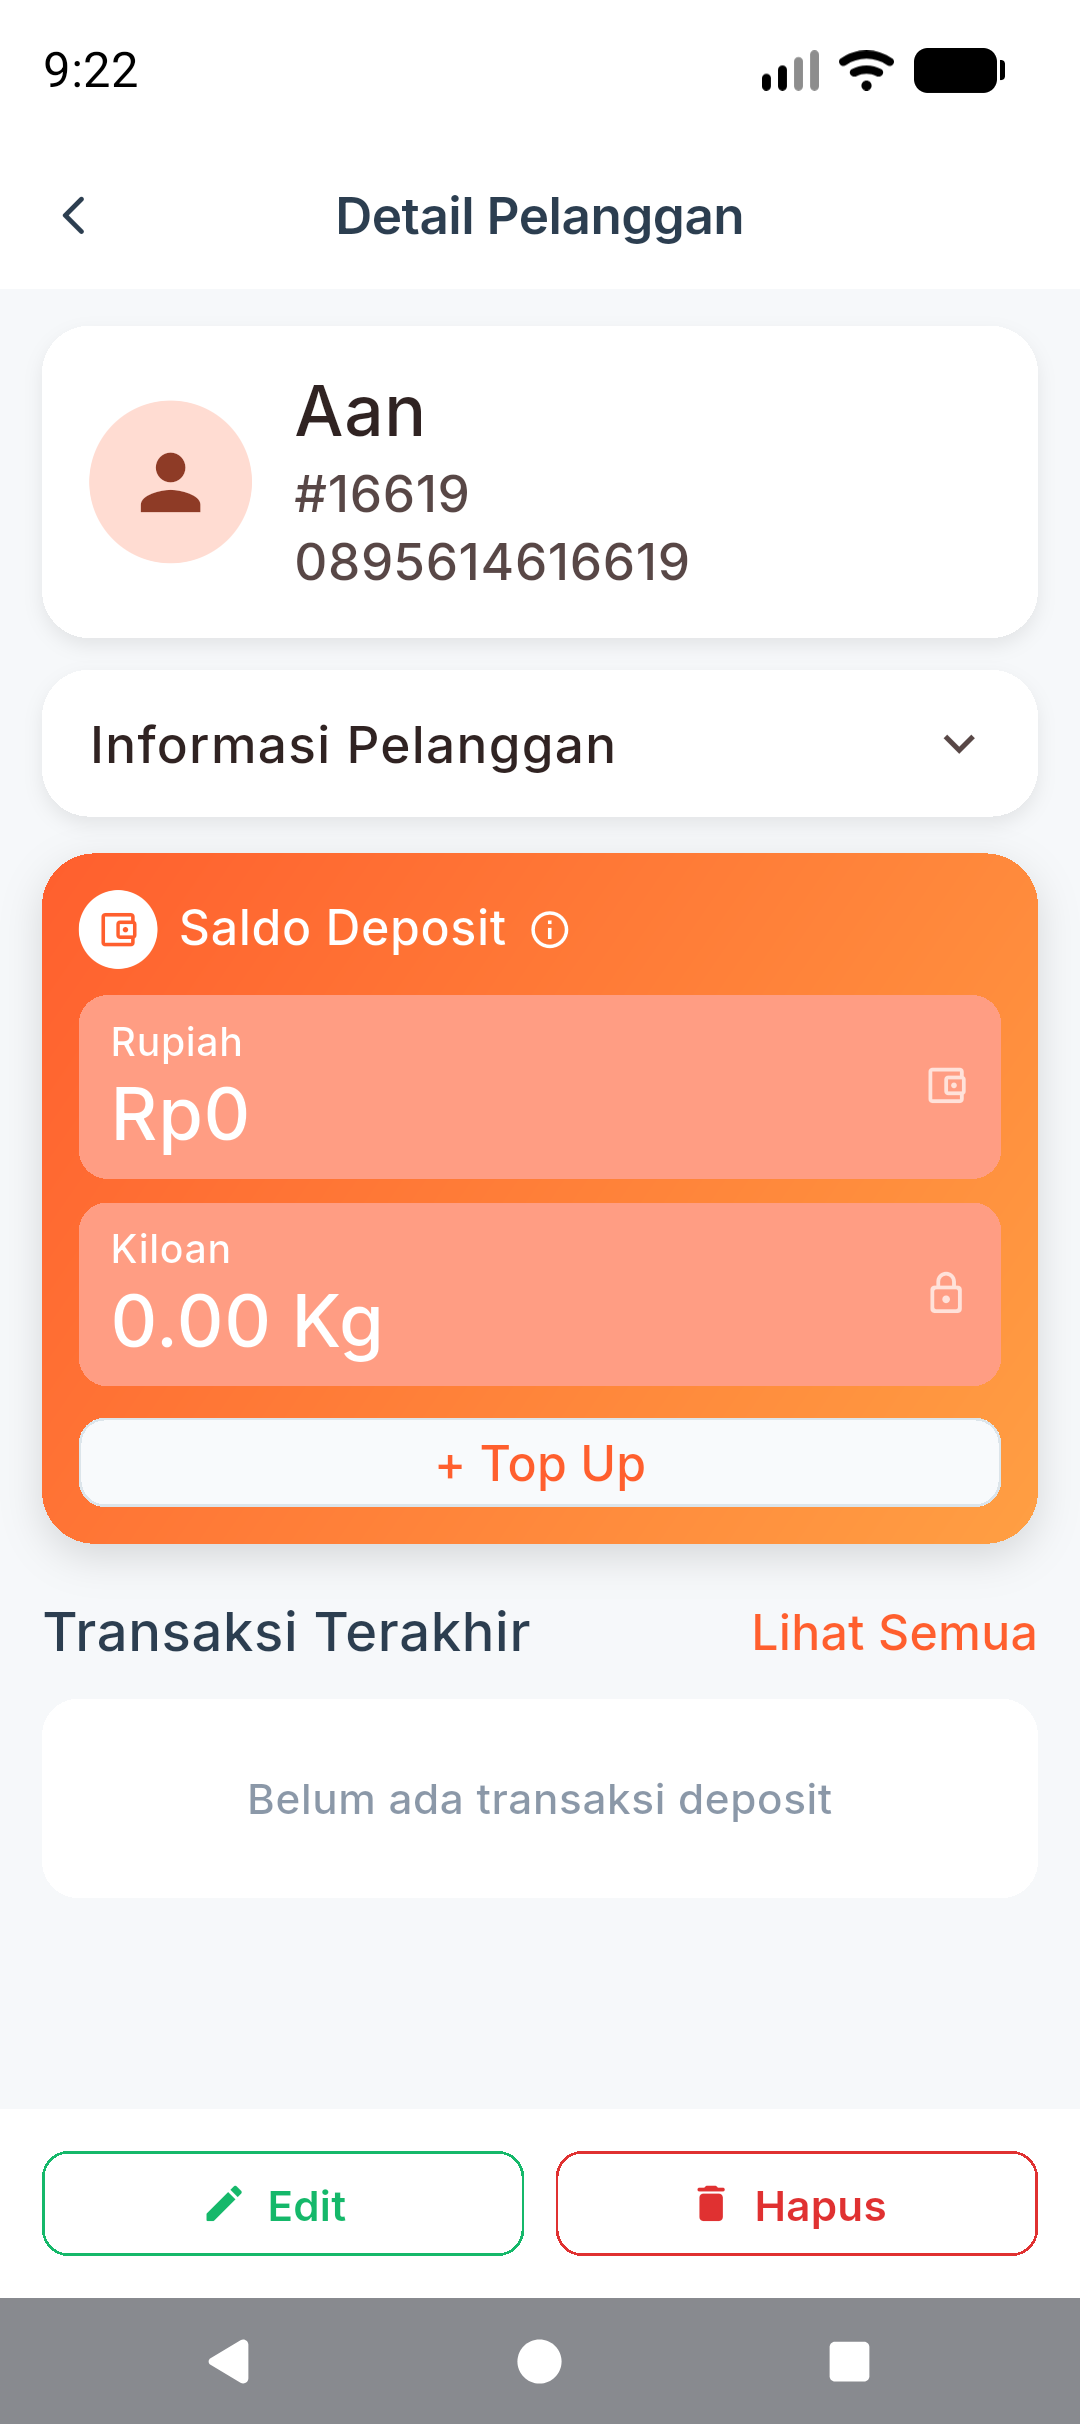 9:22
Detail Pelanggan
Aan
#16619
0895614616619
Informasi Pelanggan
Saldo Deposit
Rupiah
Rp0
Kiloan
0.00 Kg
+ Top Up
Transaksi Terakhir
Lihat Semua
Belum ada transaksi deposit
Edit
Hapus